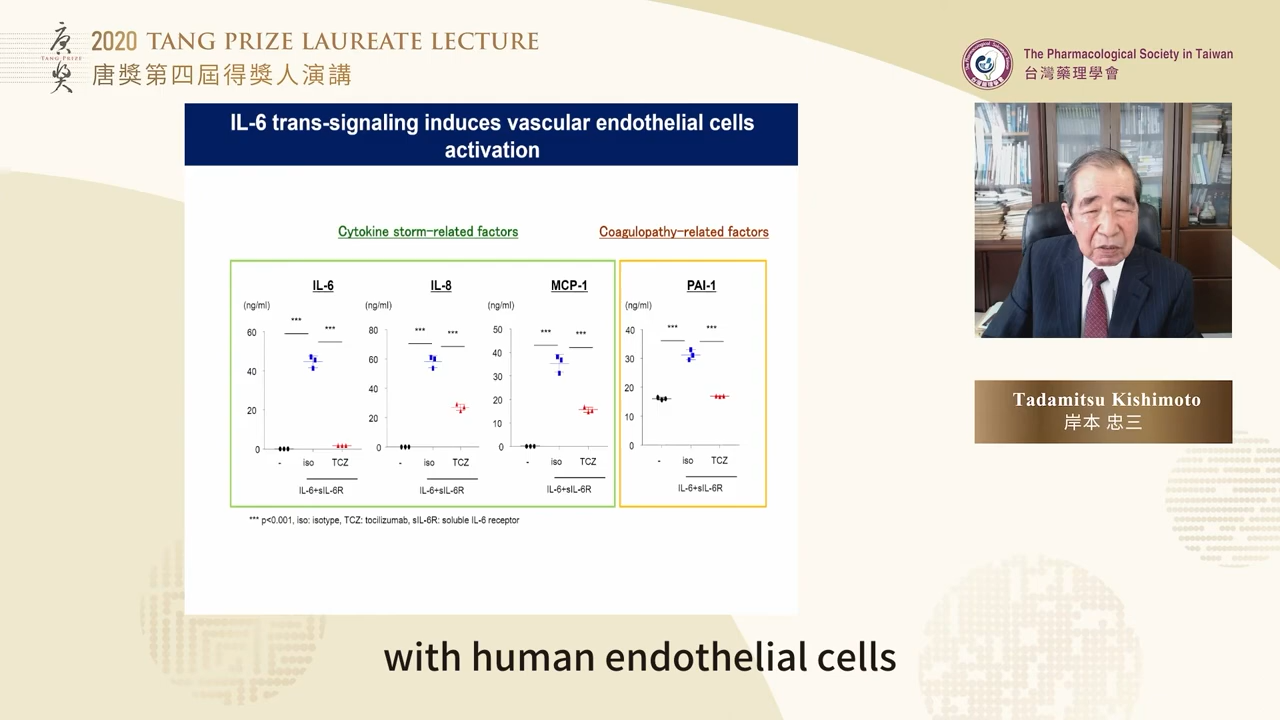 庚獎
TANG PRIZE
2020 TANG PRIZE LAUREATE LECTURE
唐獎第四屆得獎人演講
The Pharmacological Society in Taiwan
台灣藥理學會
IL-6 trans-signaling induces vascular endothelial cells
activation
Cytokine storm-related factors
Coagulopathy-related factors
IL-6
(ng/ml)
60
40
20
0
***
***
-
iso
TCZ
IL-6+sIL-6R
IL-8
(ng/ml)
80
60
40
20
0
***
***
-
iso
TCZ
IL-6+sIL-6R
MCP-1
(ng/ml)
50
40
30
20
10
0
***
***
-
iso
TCZ
IL-6+sIL-6R
PAI-1
(ng/ml)
40
30
20
10
0
***
***
-
iso
TCZ
IL-6+sIL-6R
*** p<0.001, iso: isotype, TCZ: tocilizumab, sIL-6R: soluble IL-6 receptor
Tadamitsu Kishimoto
岸本 忠三
with human endothelial cells